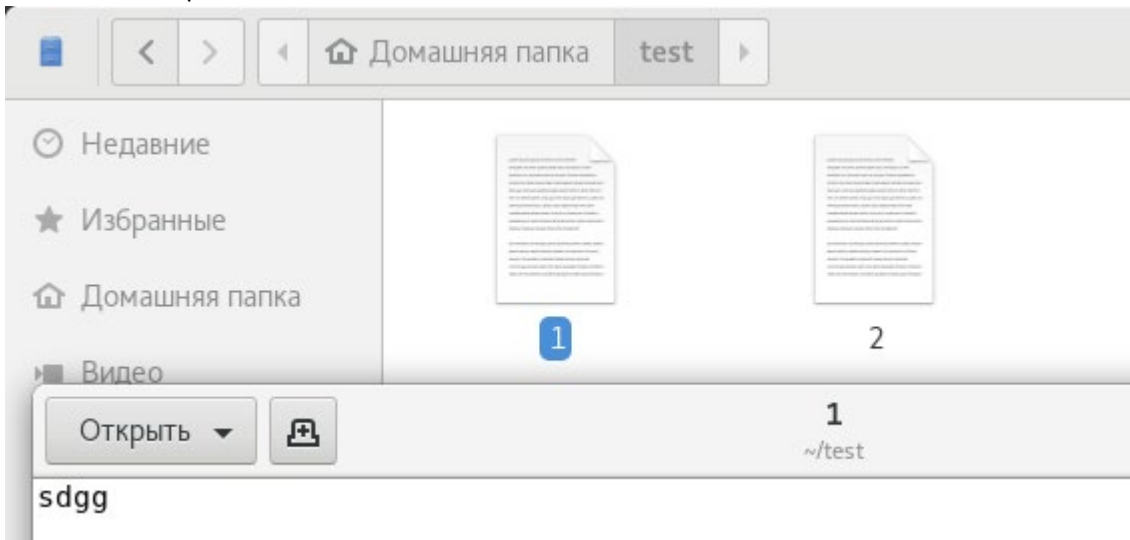 Домашняя папка test
Недавние
Избранные
Домашняя папка
Видео
1
2
Открыть
1
~/test
sdgg